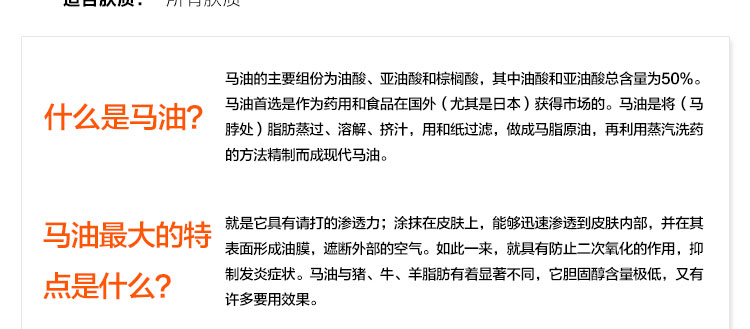 适合肤质： 所有肤质
什么是马油？
马油的主要组份为油酸、亚油酸和棕榈酸，其中油酸和亚油酸总含量为50%。
马油首选是作为药用和食品在国外（尤其是日本）获得市场的。马油是将（马
脖处）脂肪蒸过、溶解、挤汁，用和纸过滤，做成马脂原油，再利用蒸汽洗药
的方法精制而成现代马油。
马油最大的特
点是什么？
就是它具有请打的渗透力；涂抹在皮肤上，能够迅速渗透到皮肤内部，并在其
表面形成油膜，遮断外部的空气。如此一来，就具有防止二次氧化的作用，抑
制发炎症状。马油与猪、牛、羊脂肪有着显著不同，它胆固醇含量极低，又有
许多要用效果。